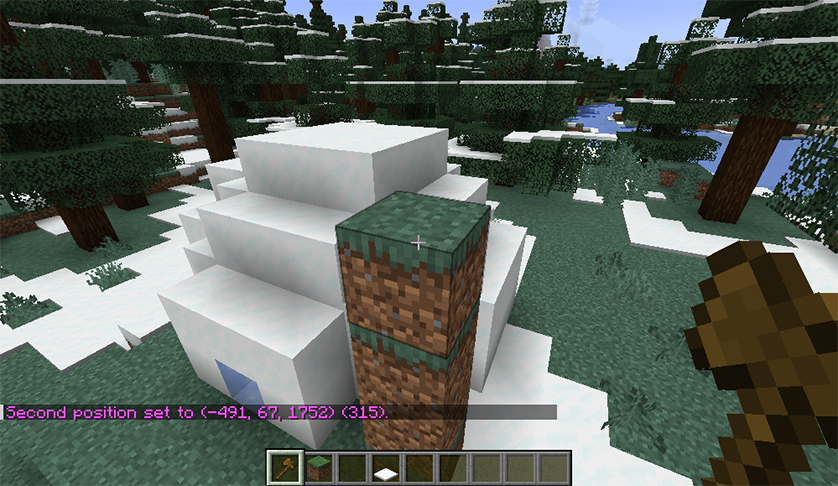 Second position set to (-491, 67, 1752) (315).